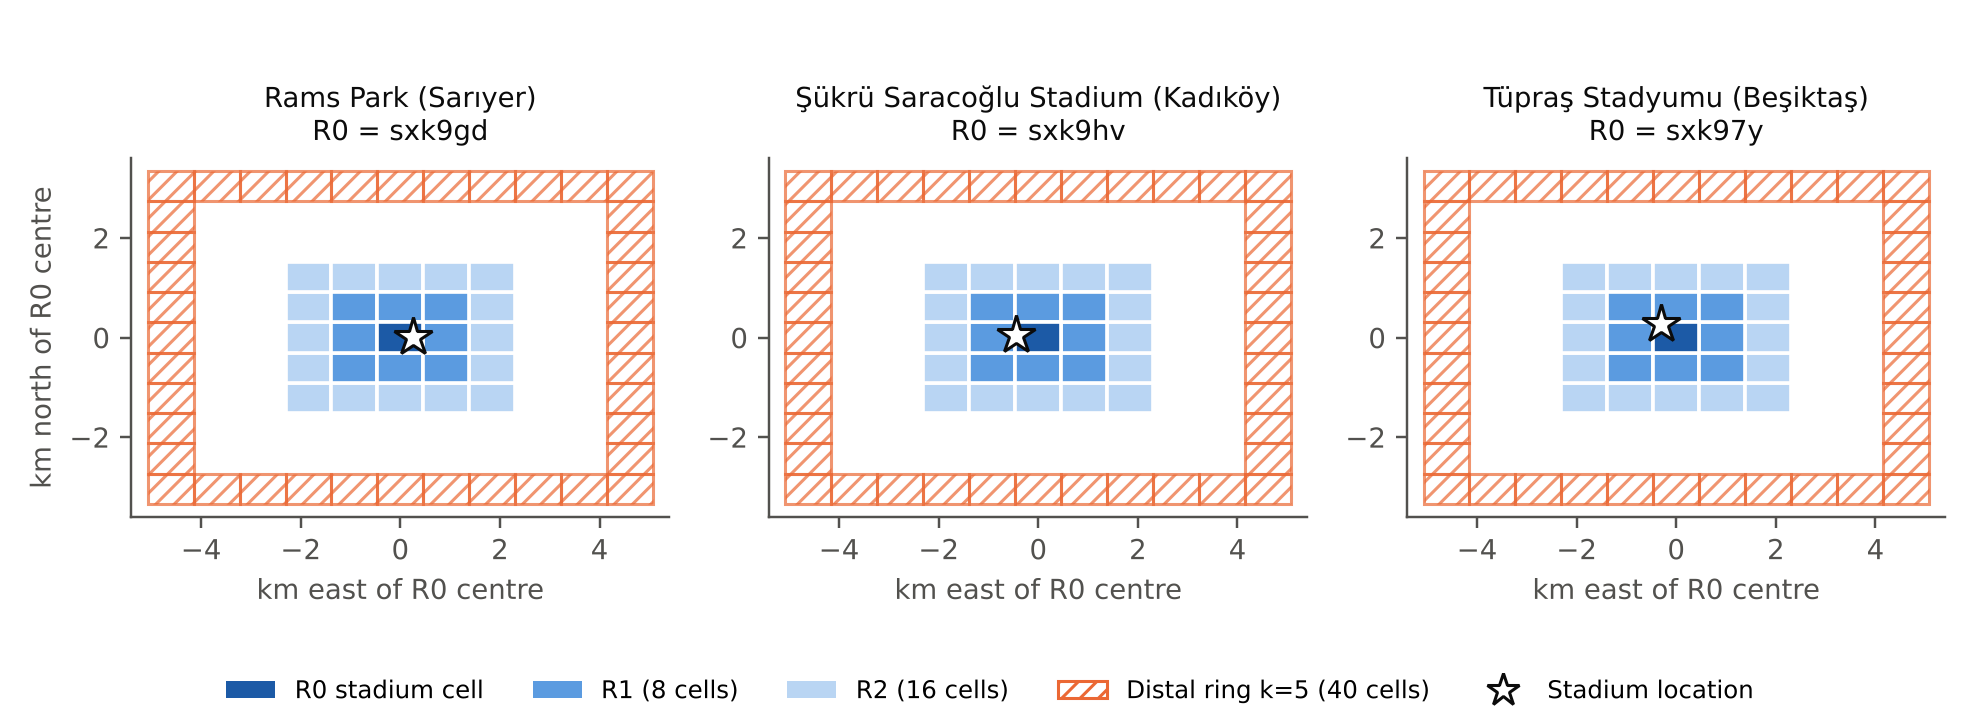 Rams Park (Sarıyer)
R0 = sxk9gd
Şükrü Saracoğlu Stadium (Kadıköy)
R0 = sxk9hv
Tüpraş Stadyumu (Beşiktaş)
R0 = sxk97y
km north of R0 centre
2
0
−2
−4 −2 0 2 4
km east of R0 centre
2
0
−2
−4 −2 0 2 4
km east of R0 centre
2
0
−2
−4 −2 0 2 4
km east of R0 centre
R0 stadium cell
R1 (8 cells)
R2 (16 cells)
Distal ring k=5 (40 cells)
Stadium location